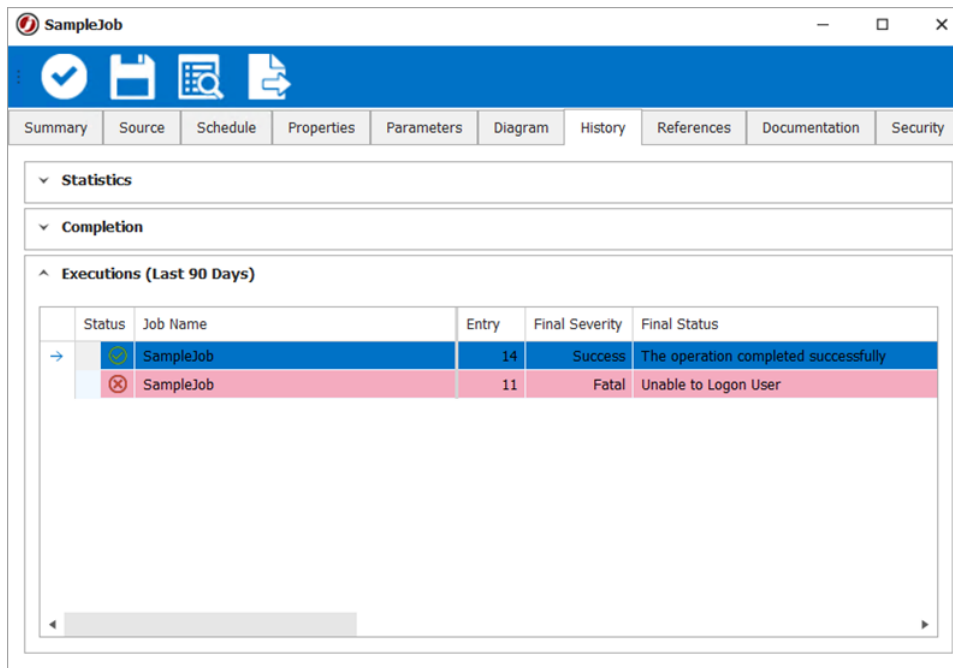 SampleJob
Summary Source Schedule Properties Parameters Diagram History References Documentation Security
Statistics
Completion
Executions (Last 90 Days)
Status Job Name Entry Final Severity Final Status
SampleJob 14 Success The operation completed successfully
SampleJob 11 Fatal Unable to Logon User